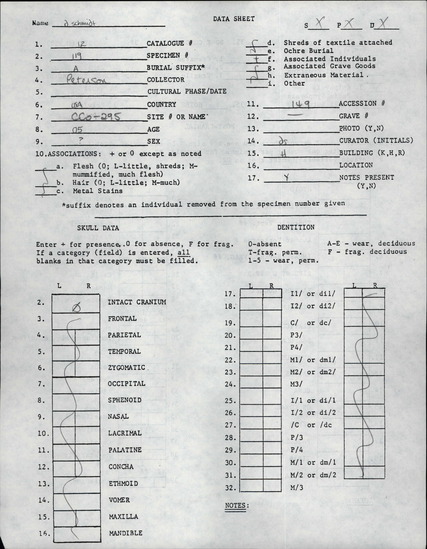 DATA SHEET
Name d schmidt S X P X D X
1. 12 CATALOGUE #
2. 119 SPECIMEN #
3. A BURIAL SUFFIX*
4. Peterson COLLECTOR
5. CULTURAL PHASE/DATE
6. USA COUNTRY
7. CCo-295 SITE # OR NAME
8. 05 AGE
9. ? SEX
10. ASSOCIATIONS: + or 0 except as noted
a. Flesh (0; L-little, shreds; M-
mummified, much flesh)
b. Hair (0; L-little; M-much)
c. Metal Stains
d. Shreds of textile attached
e. Ochre Burial
f. Associated Individuals
g. Associated Grave Goods
h. Extraneous Material.
i. Other
11. 149 ACCESSION #
12. — GRAVE #
13. PHOTO (Y,N)
14. ds CURATOR (INITIALS)
15. H BUILDING (K,H,R)
16. LOCATION
17. Y NOTES PRESENT
(Y,N)
*suffix denotes an individual removed from the specimen number given
SKULL DATA
Enter + for presence, 0 for absence, F for frag.
If a category (field) is entered, all
blanks in that category must be filled.
DENTITION
0-absent A-E - wear, deciduous
T-frag. perm. F - frag. deciduous
1-5 - wear, perm.
L R
2. INTACT CRANIUM
3. FRONTAL
4. PARIETAL
5. TEMPORAL
6. ZYGOMATIC
7. OCCIPITAL
8. SPHENOID
9. NASAL
10. LACRIMAL
11. PALATINE
12. CONCHA
13. ETHMOID
14. VOMER
15. MAXILLA
16. MANDIBLE
L R L R
17. I1/ or di1/
18. I2/ or di2/
19. C/ or dc/
20. P3/
21. P4/
22. M1/ or dm1/
23. M2/ or dm2/
24. M3/
25. I/1 or di/1
26. I/2 or di/2
27. /C or /dc
28. P/3
29. P/4
30. M/1 or dm/1
31. M/2 or dm/2
32. M/3
NOTES: